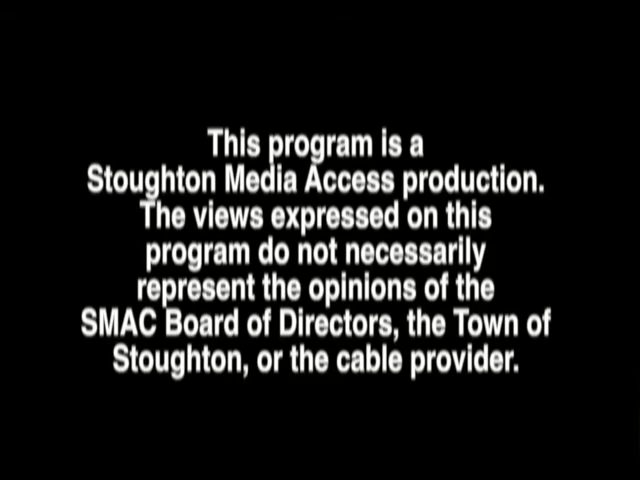 This program is a
Stoughton Media Access production.
The views expressed on this
program do not necessarily
represent the opinions of the
SMAC Board of Directors, the Town of
Stoughton, or the cable provider.